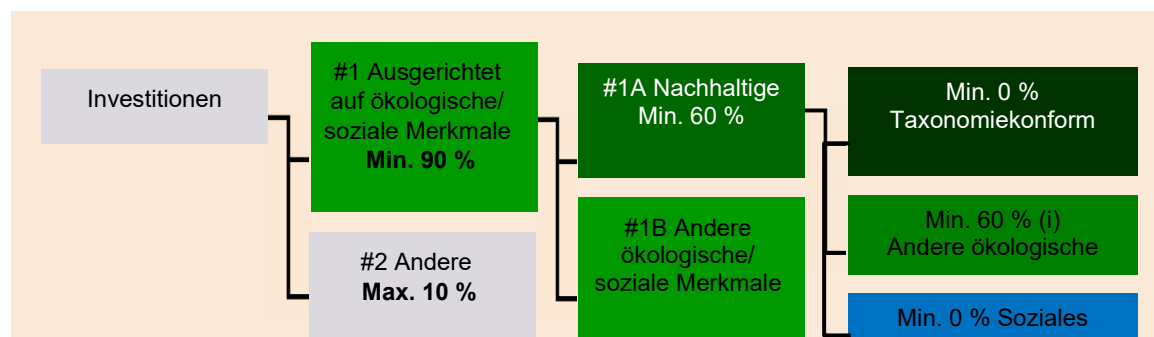 Investitionen
#1 Ausgerichtet
auf ökologische/
soziale Merkmale
Min. 90 %
#2 Andere
Max. 10 %
#1A Nachhaltige
Min. 60 %
#1B Andere
ökologische/
soziale Merkmale
Min. 0 %
Taxonomiekonform
Min. 60 % (i)
Andere ökologische
Min. 0 % Soziales